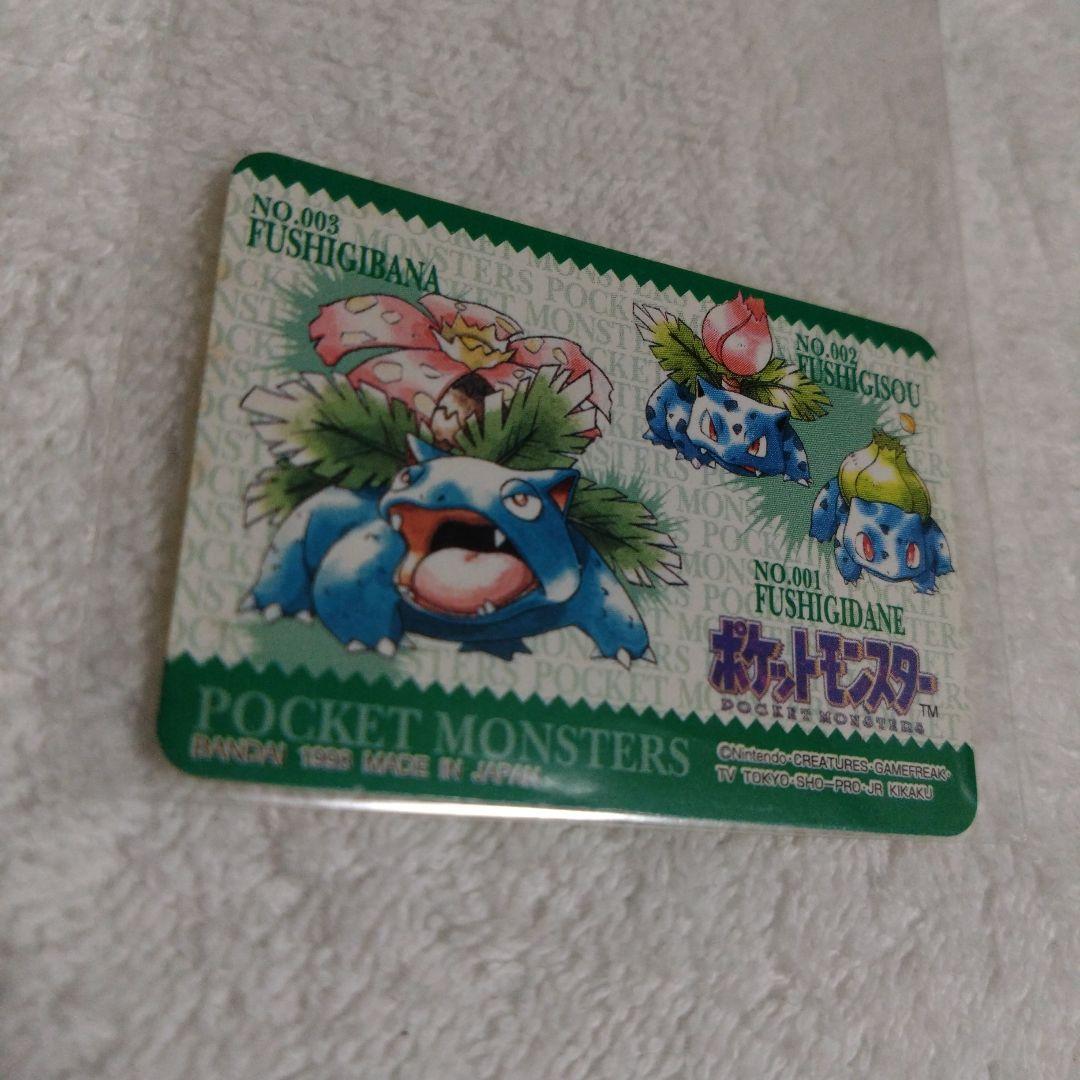 NO.003
FUSHIGIBANA
NO.002
FUSHIGISOU
NO.001
FUSHIGIDANE
ポケットモンスター
POCKET MONSTERS
TM
POCKET MONSTERS
BANDAI 1998 MADE IN JAPAN
©Nintendo・CREATURES・GAMEFREAK・
TV TOKYO・SHO-PRO・JR KIKAKU